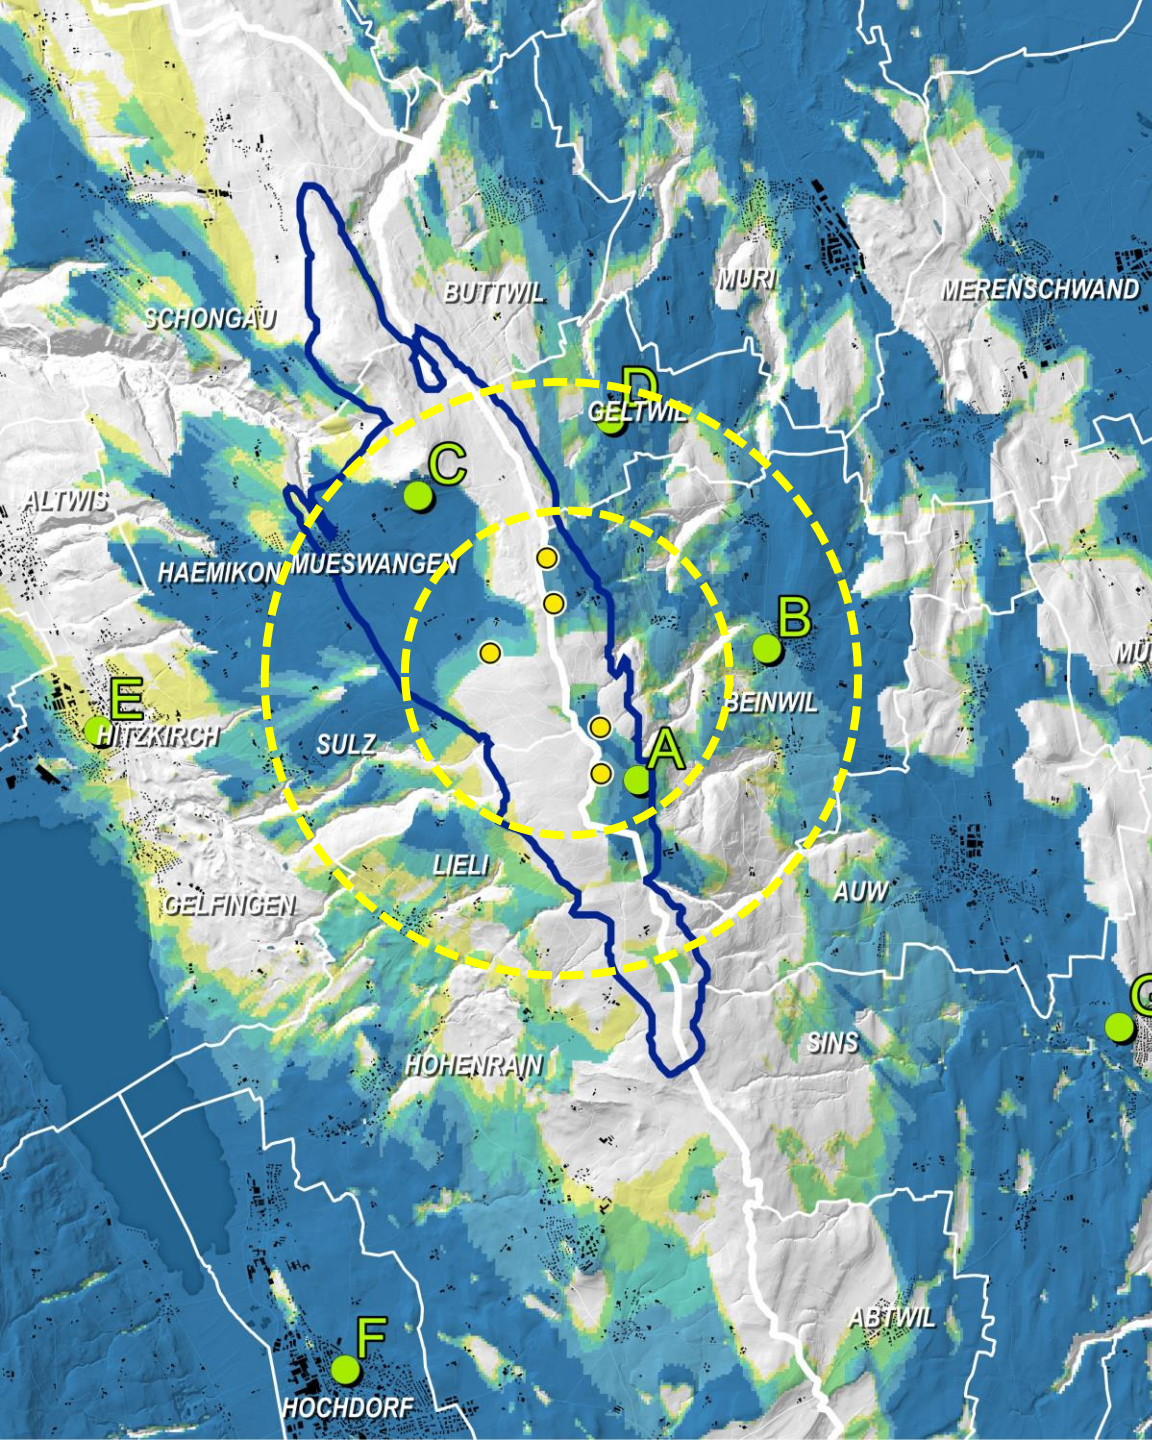 BUTTWIL
MURI
MERENSCHWAND
SCHONGAU
D
GELTWIL
C
ALTWIS
HAEMIKON
MUESWANGEN
B
E
BEINWIL
HITZKIRCH
SULZ
A
LIELI
AUW
GELFINGEN
G
SINS
HOHENRAIN
ABTWIL
F
HOCHDORF